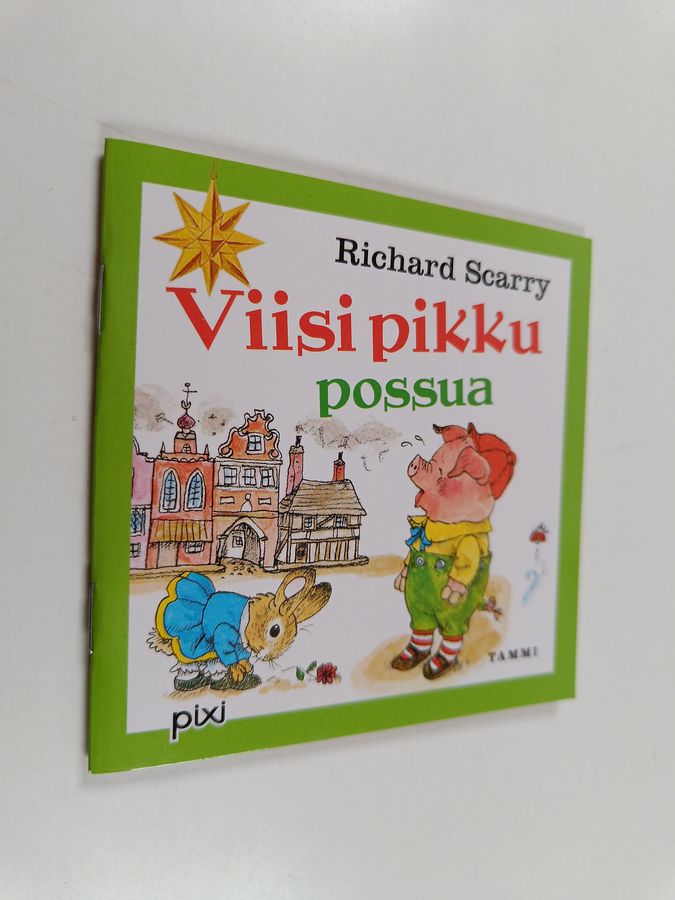 Richard Scarry
Viisi pikku
possua
TAMMI
pixi